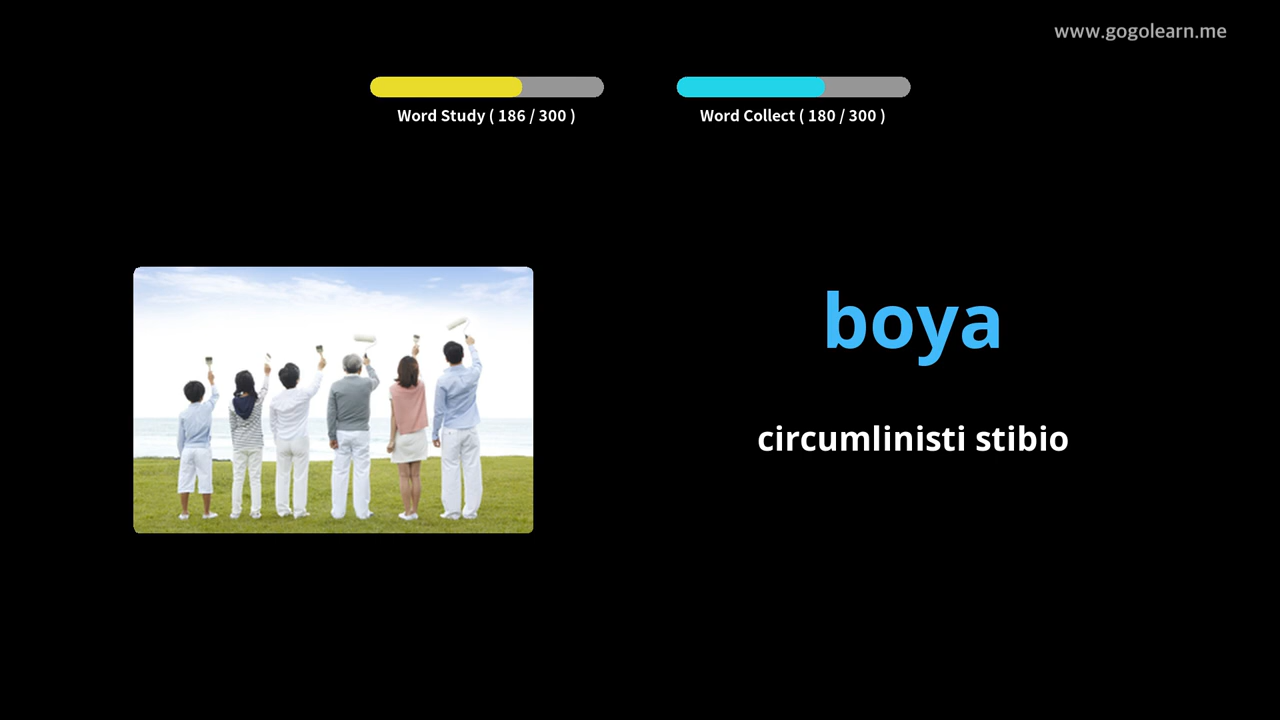 www.gogolearn.me
Word Study ( 186 / 300 )
Word Collect ( 180 / 300 )
boya
circumlinisti stibio